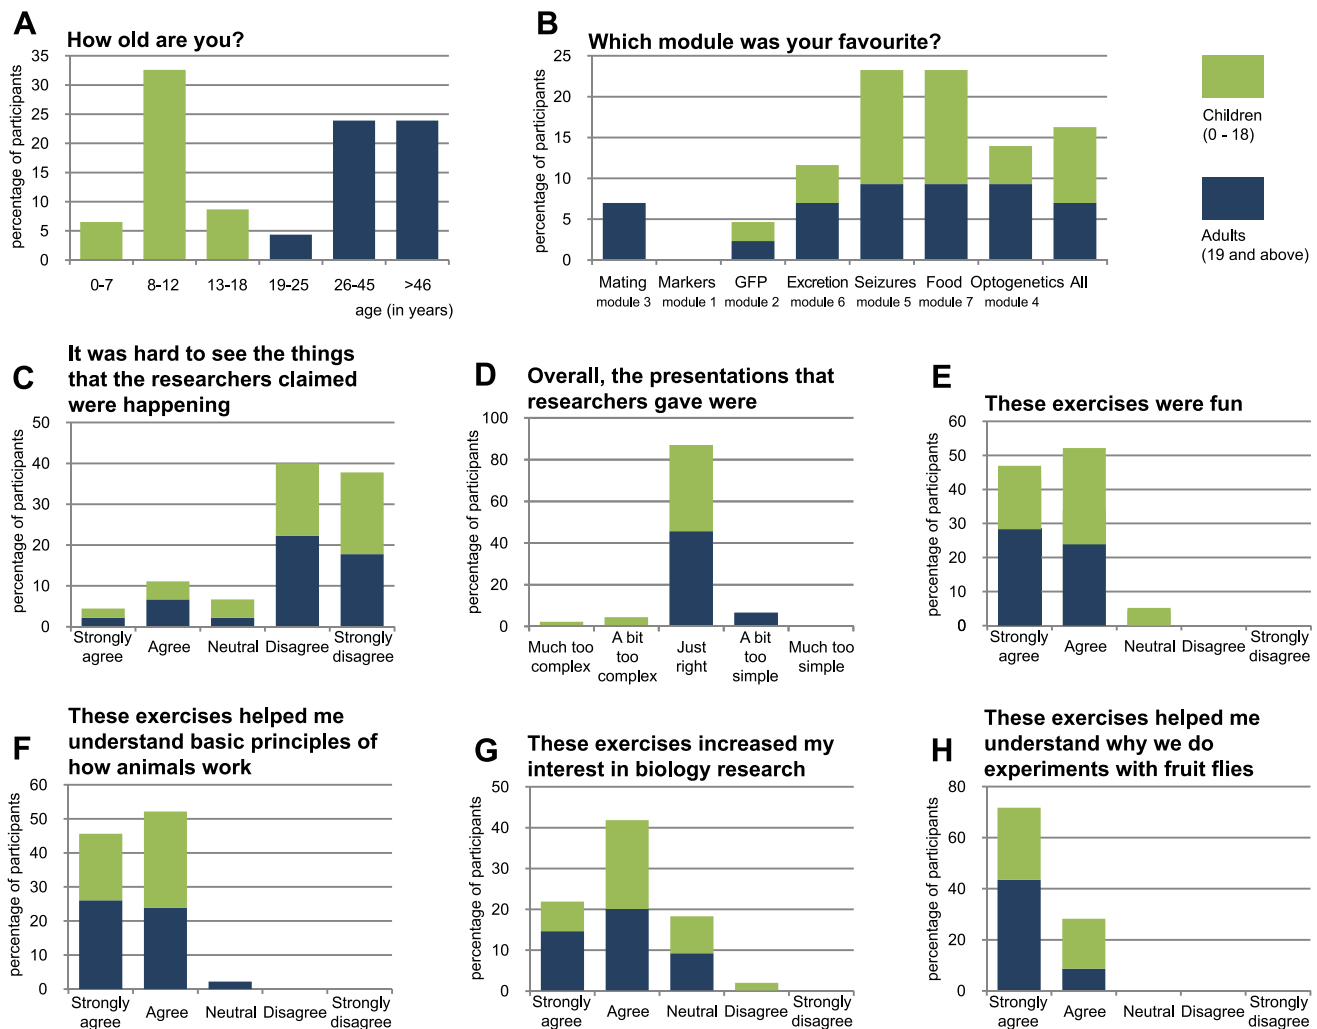 A
How old are you?
percentage of participants
35
30
25
20
15
10
5
0
0-7 8-12 13-18 19-25 26-45 >46
age (in years)
B
Which module was your favourite?
percentage of participants
25
20
15
10
5
0
Mating Markers GFP Excretion Seizures Food Optogenetics All
module 3 module 1 module 2 module 6 module 5 module 7 module 4
Children
(0 - 18)
Adults
(19 and above)
C
It was hard to see the things
that the researchers claimed
were happening
percentage of participants
50
40
30
20
10
0
Strongly
agree
Agree
Neutral
Disagree
Strongly
disagree
D
Overall, the presentations that
researchers gave were
percentage of participants
100
80
60
40
20
0
Much too
complex
A bit
too
complex
Just
right
A bit
too
simple
Much too
simple
E
These exercises were fun
percentage of participants
60
50
40
30
20
10
0
Strongly
agree
Agree
Neutral
Disagree
Strongly
disagree
F
These exercises helped me
understand basic principles of
how animals work
percentage of participants
60
50
40
30
20
10
0
Strongly
agree
Agree
Neutral
Disagree
Strongly
disagree
G
These exercises increased my
interest in biology research
percentage of participants
50
40
30
20
10
0
Strongly
agree
Agree
Neutral
Disagree
Strongly
disagree
H
These exercises helped me
understand why we do
experiments with fruit flies
percentage of participants
80
60
40
20
0
Strongly
agree
Agree
Neutral
Disagree
Strongly
disagree